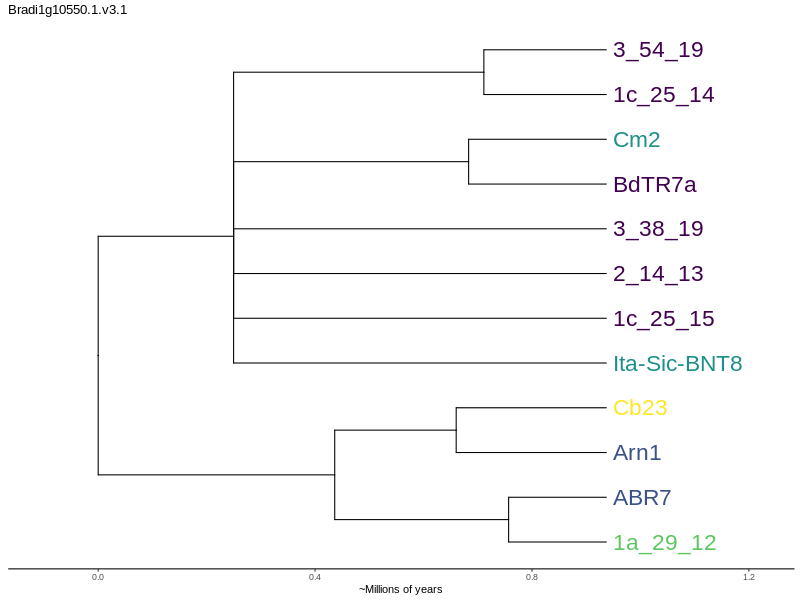 Bradi1g10550.1.v3.1
3_54_19
1c_25_14
Cm2
BdTR7a
3_38_19
2_14_13
1c_25_15
Ita-Sic-BNT8
Cb23
Arn1
ABR7
1a_29_12
0.0 0.4 0.8 1.2
~Millions of years